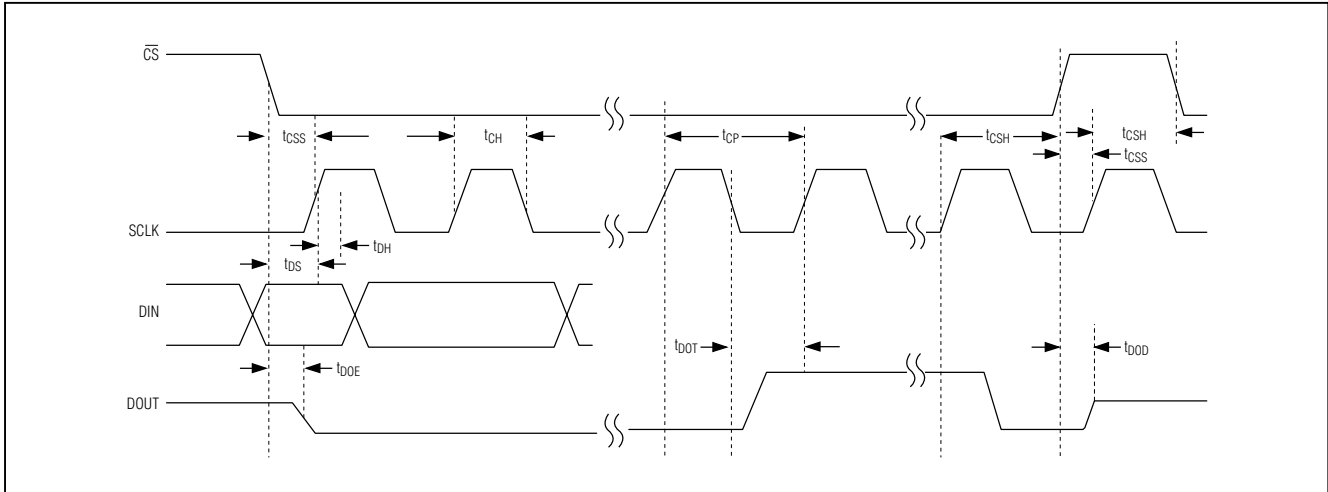 CS
tCSS
tCH
tCP
tCSH
tCSH
tCSS
SCLK
tDH
tDS
DIN
tDOT
tDOD
tDOE
DOUT